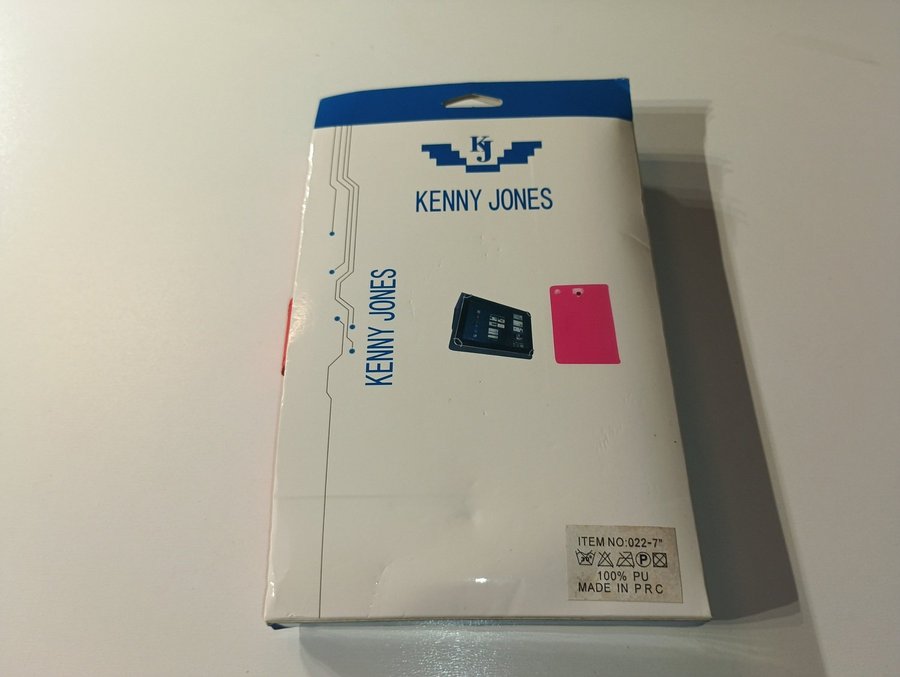 KJ
KENNY JONES
KENNY JONES
ITEM NO:022-7"
P
100% PU
MADE IN P R C